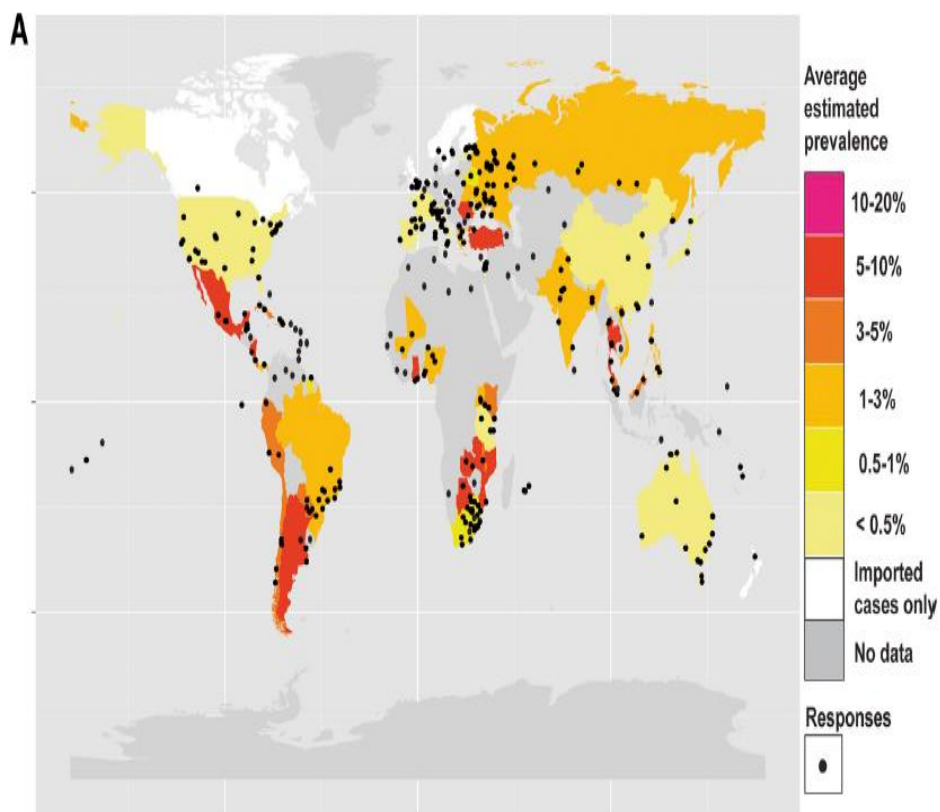 A
Average
estimated
prevalence
10-20%
5-10%
3-5%
1-3%
0.5-1%
< 0.5%
Imported
cases only
No data
Responses